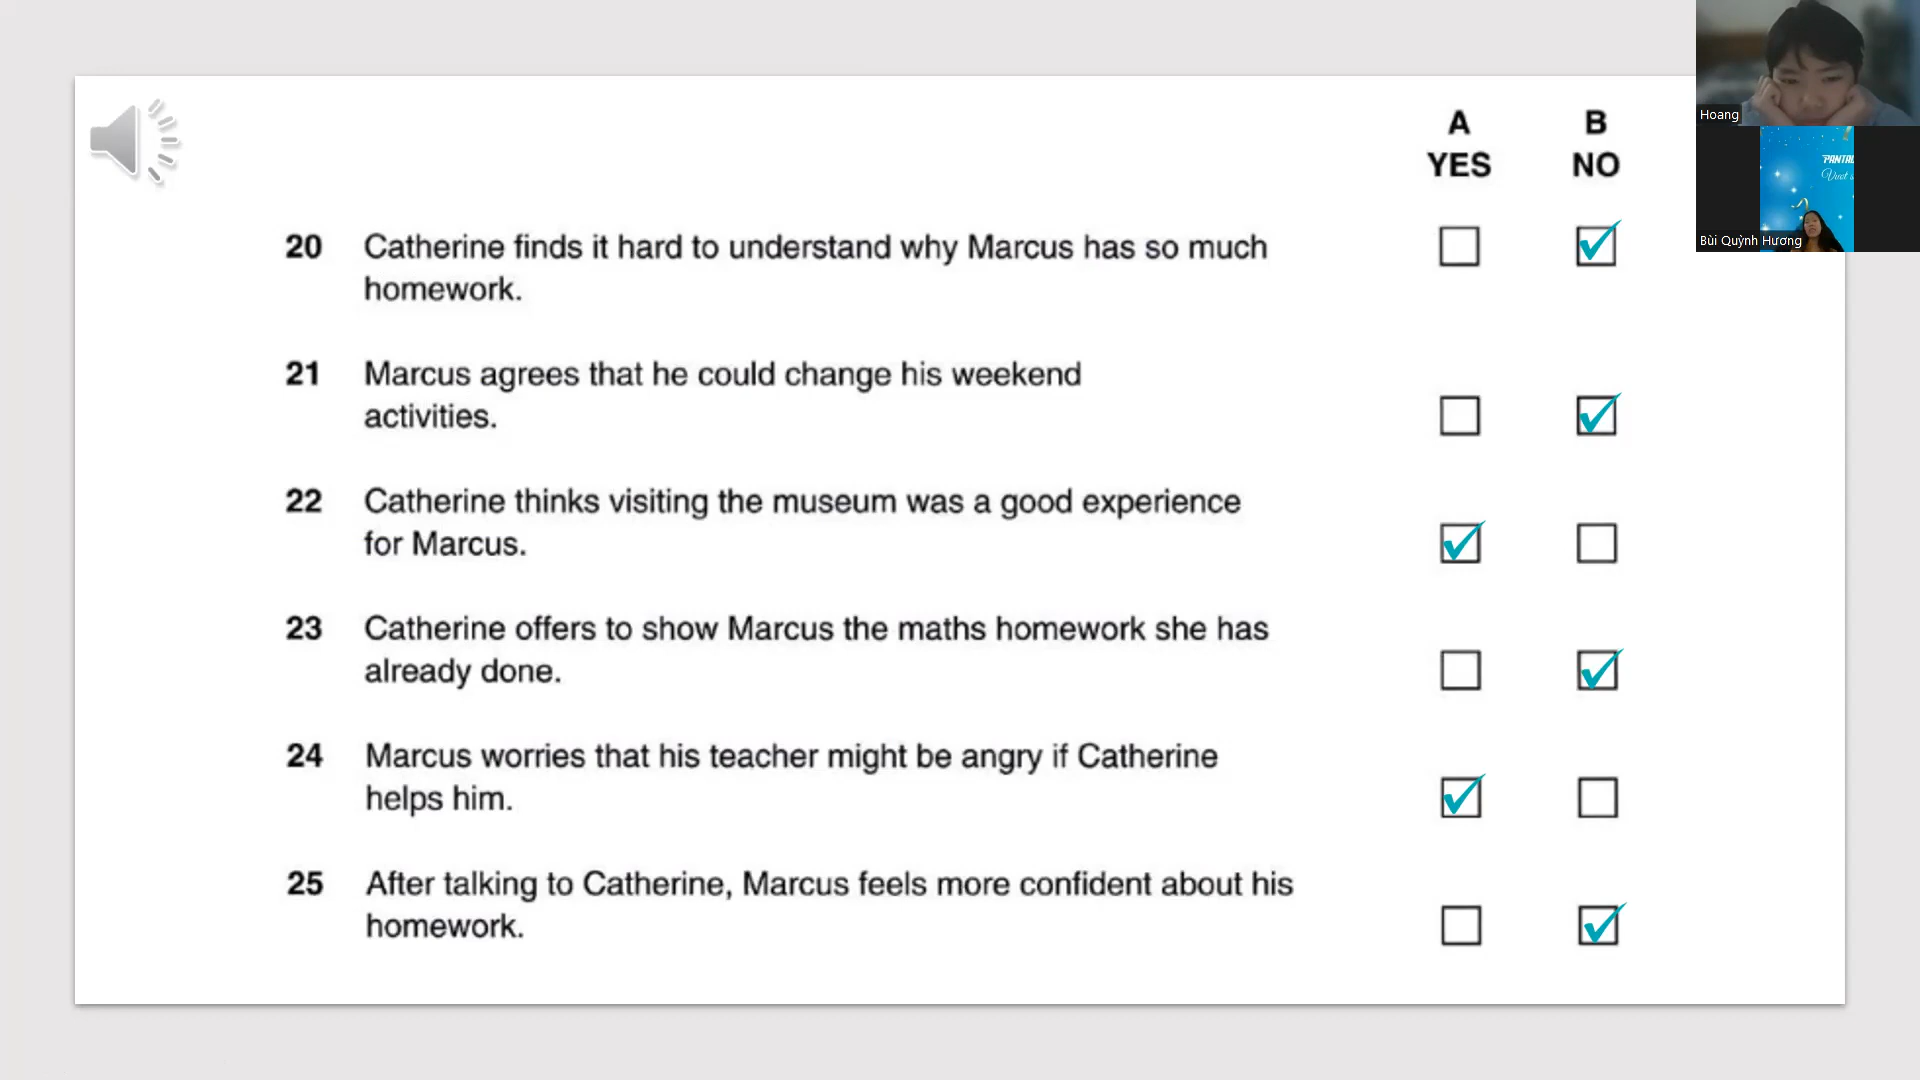 A B
YES NO
20 Catherine finds it hard to understand why Marcus has so much
homework.
21 Marcus agrees that he could change his weekend
activities.
22 Catherine thinks visiting the museum was a good experience
for Marcus.
23 Catherine offers to show Marcus the maths homework she has
already done.
24 Marcus worries that his teacher might be angry if Catherine
helps him.
25 After talking to Catherine, Marcus feels more confident about his
homework.
Hoang
Bùi Quỳnh Hương